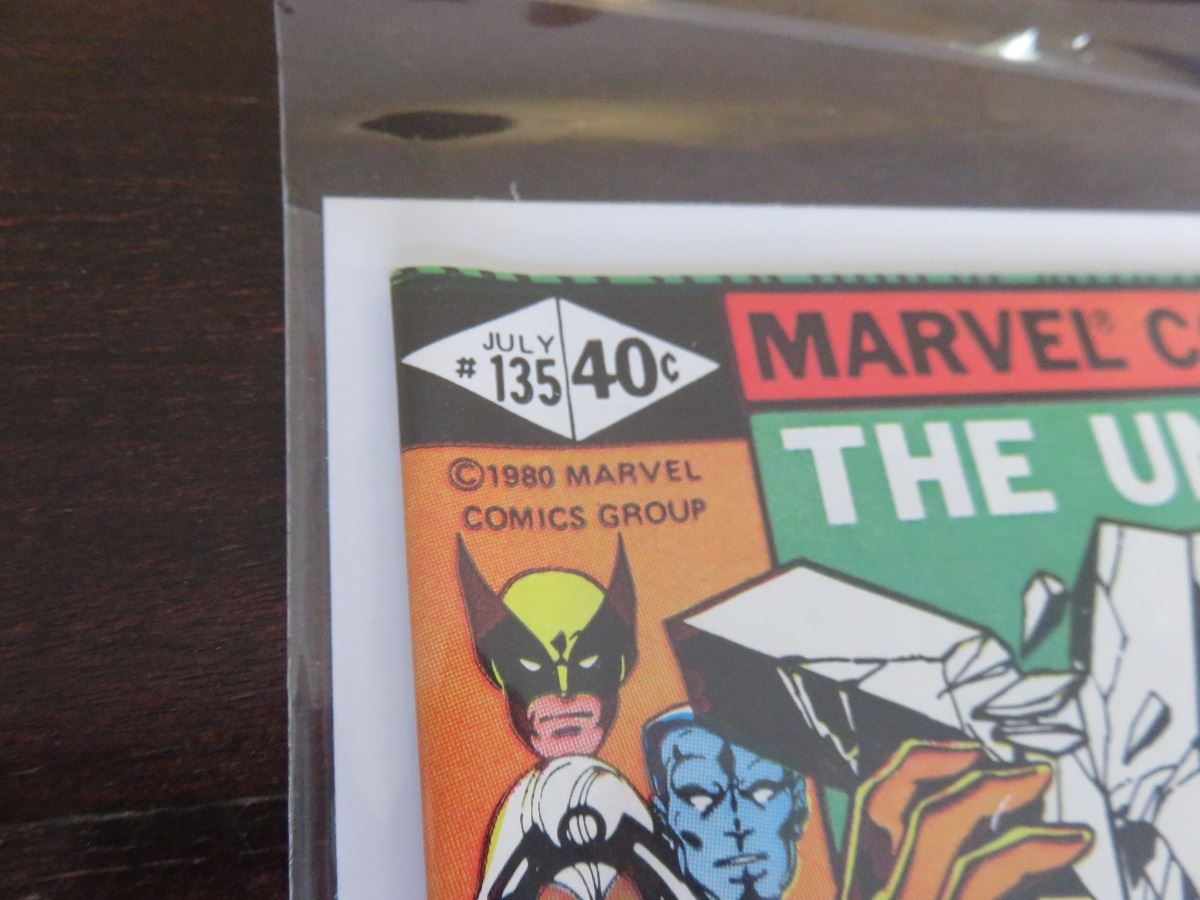 JULY
# 135 40¢
MARVEL® C
THE U
©1980 MARVEL
COMICS GROUP